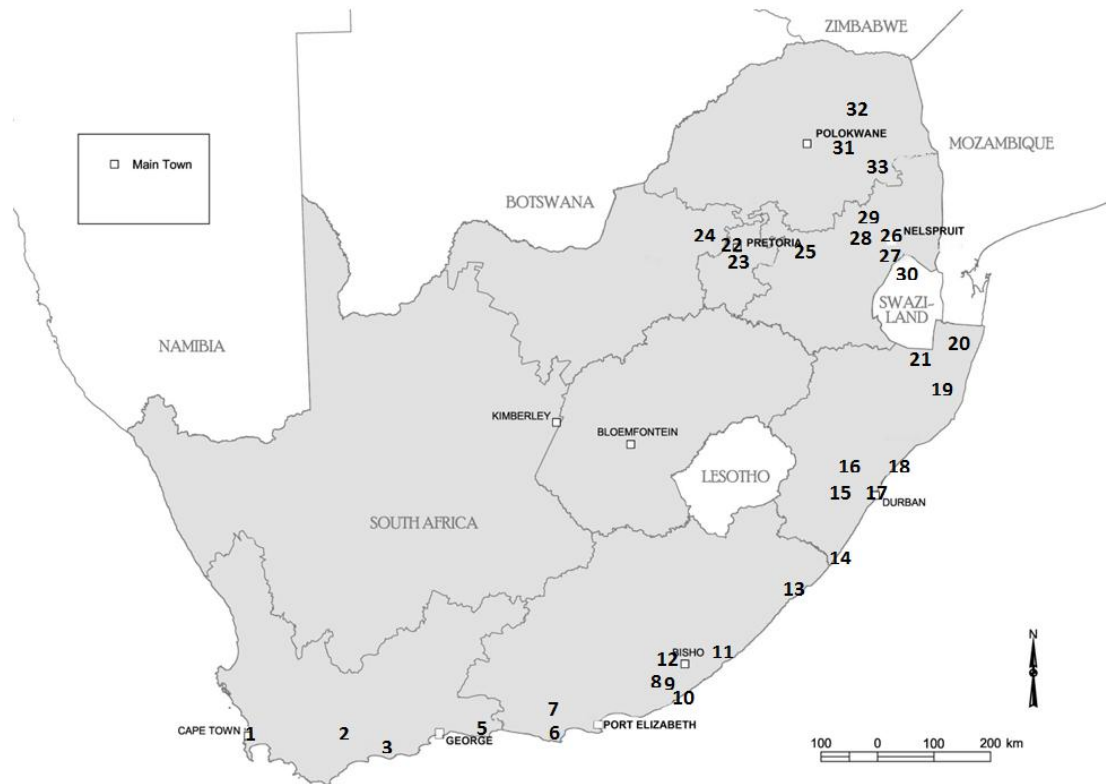 ZIMBABWE
32
Main Town
POLOKWANE
31
MOZAMBIQUE
33
BOTSWANA
29
24
28
26
NELSPRUIT
22
PRETORIA
25
27
23
30
SWAZI-
LAND
NAMIBIA
20
21
19
KIMBERLEY
BLOEMFONTEIN
16
18
LESOTHO
15
17
DURBAN
SOUTH AFRICA
14
13
N
12
BISHO
11
8
9
10
7
CAPE TOWN
1
2
3
GEORGE
5
6
PORT ELIZABETH
100 0 100 200 km